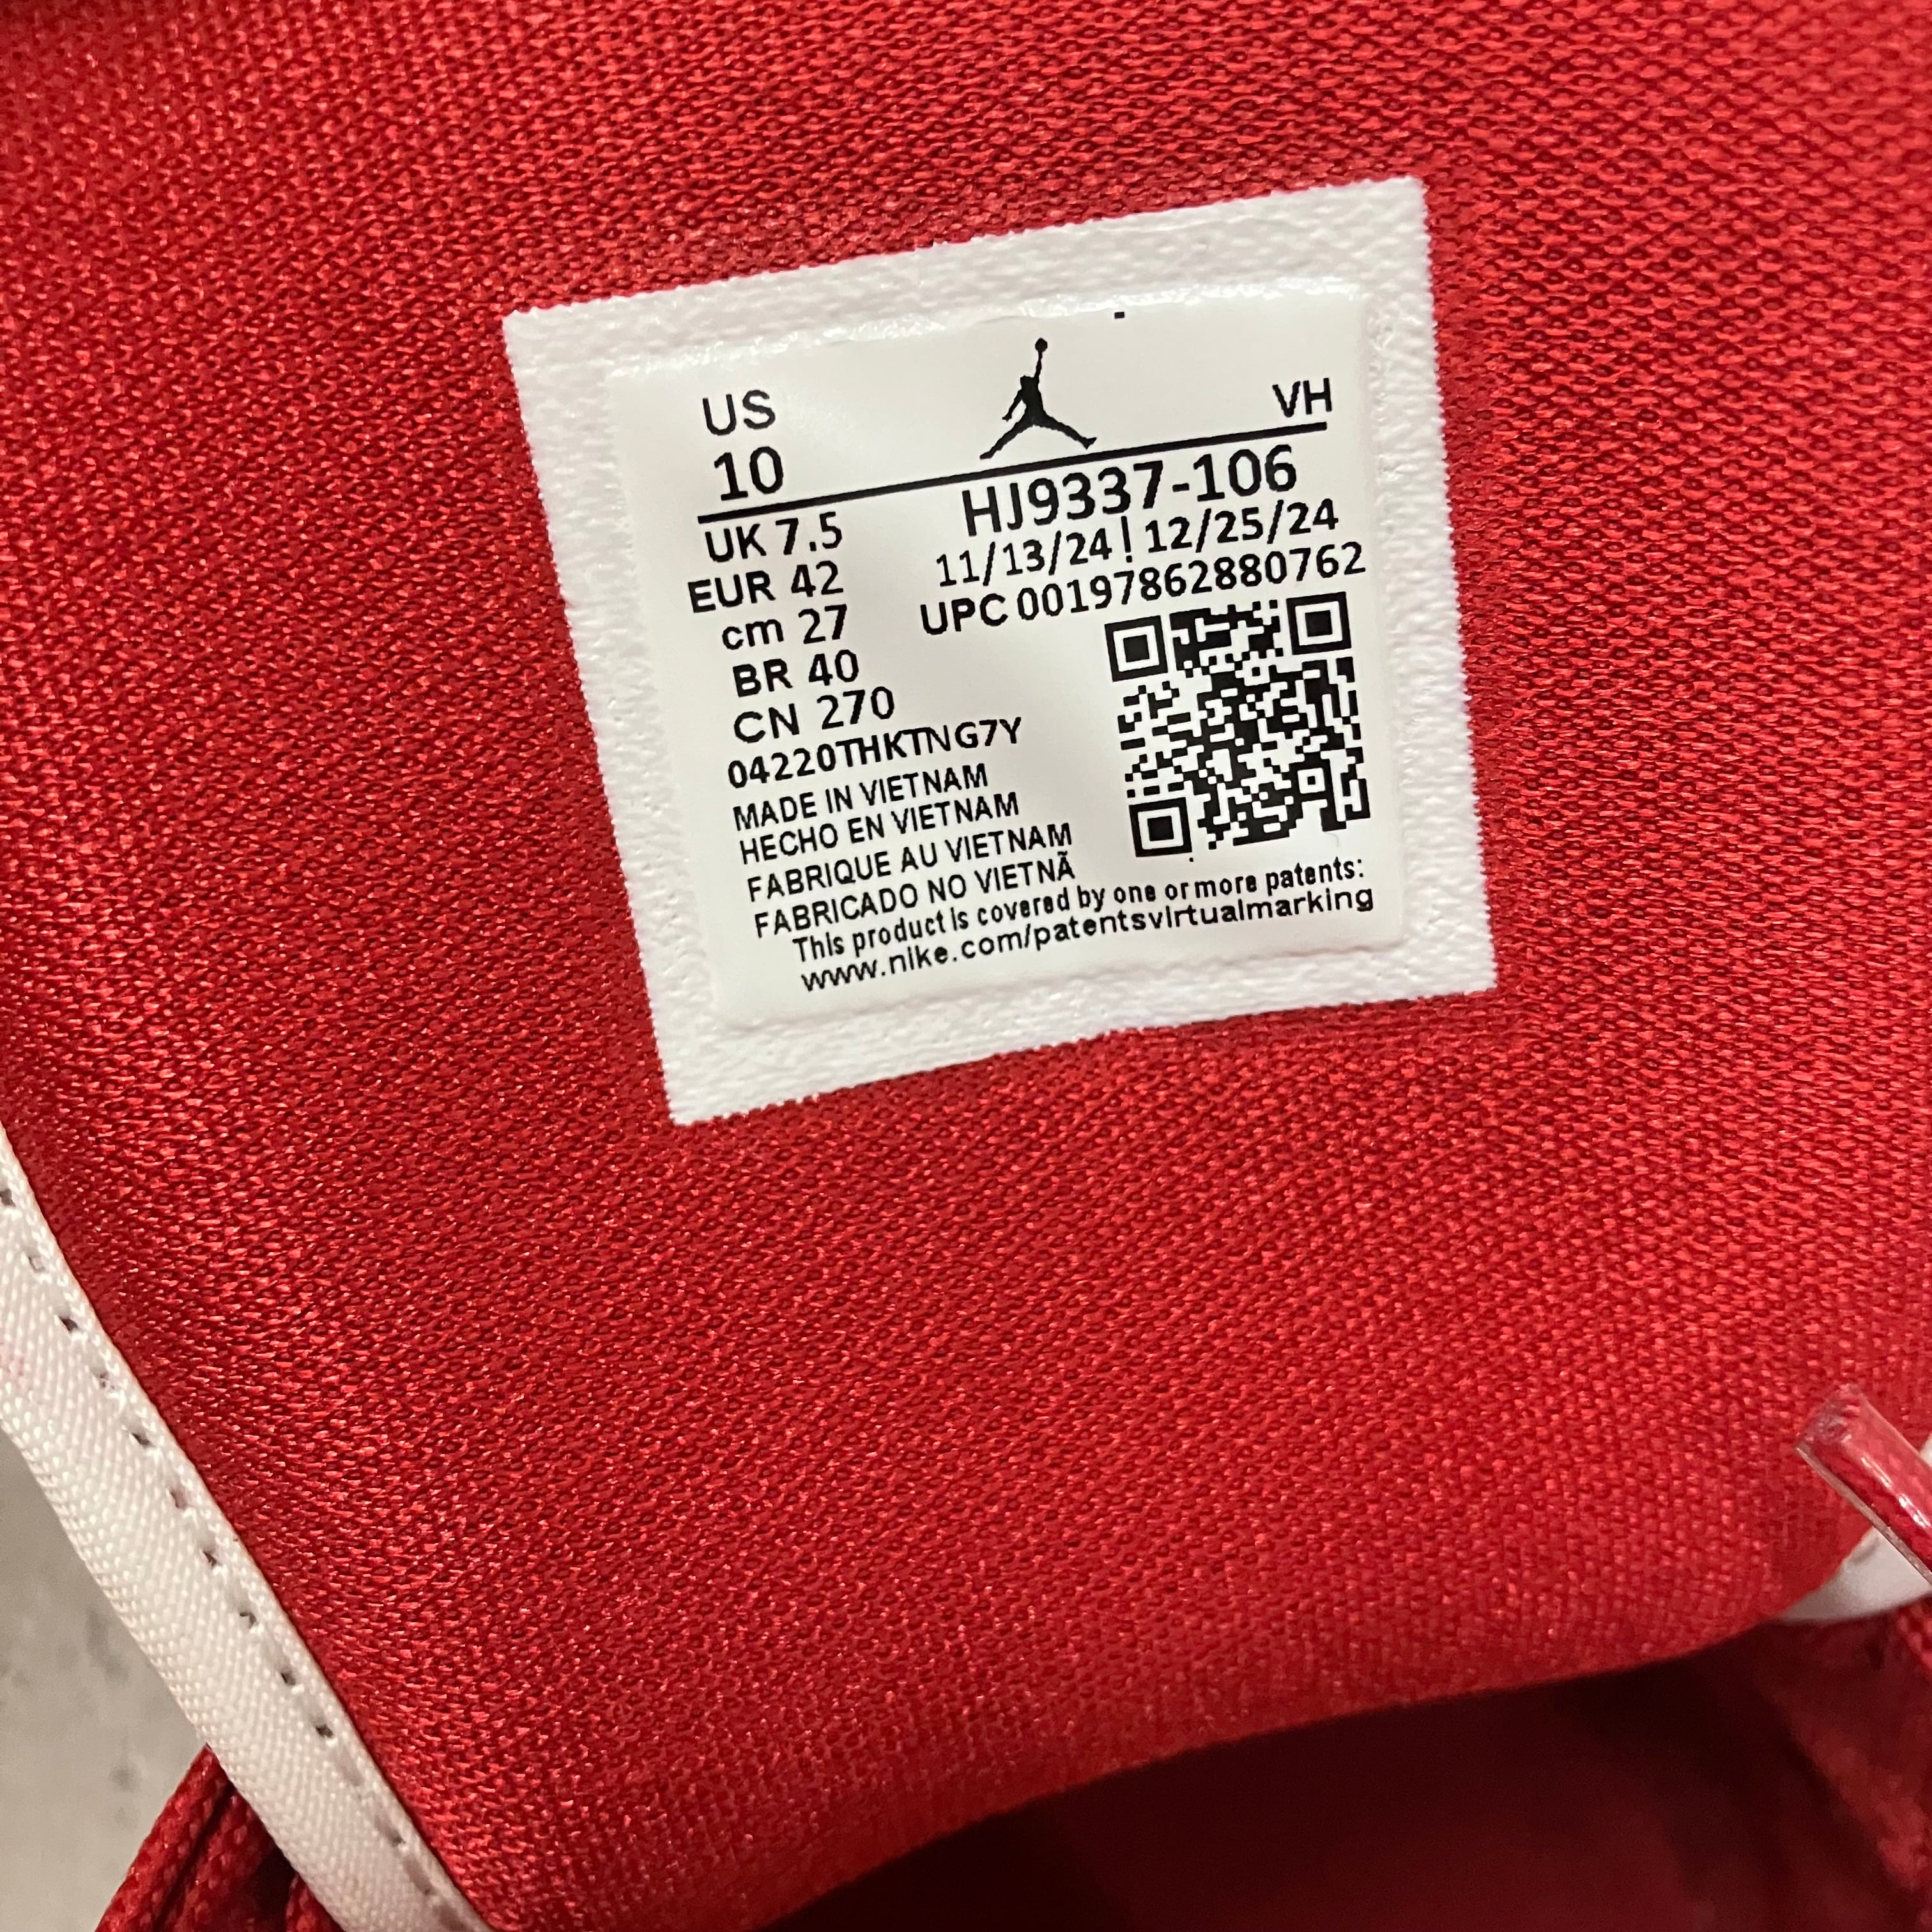 US
VH
10
UK 7.5
HJ9337-106
EUR 42
11/13/24 | 12/25/24
cm 27
UPC 00197862880762
BR 40
CN 270
04220THKTNG7Y
MADE IN VIETNAM
HECHO EN VIETNAM
FABRIQUE AU VIETNAM
FABRICADO NO VIETNÃ
This product is covered by one or more patents:
www.nike.com/patentsvirtualmarking